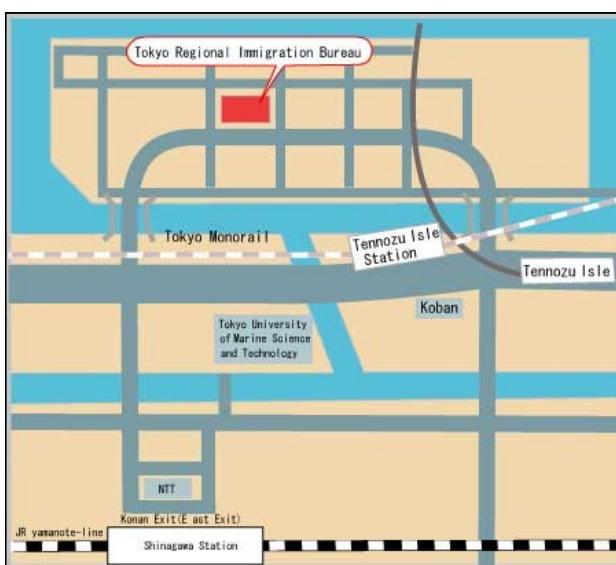 Tokyo Regional Immigration Bureau
Tokyo Monorail
Tennozu Isle
Station
Tennozu Isle
Koban
Tokyo University
of Marine Science
and Technology
NTT
Konan Exit(E ast Exit)
JR yamanote-line
Shinagawa Station